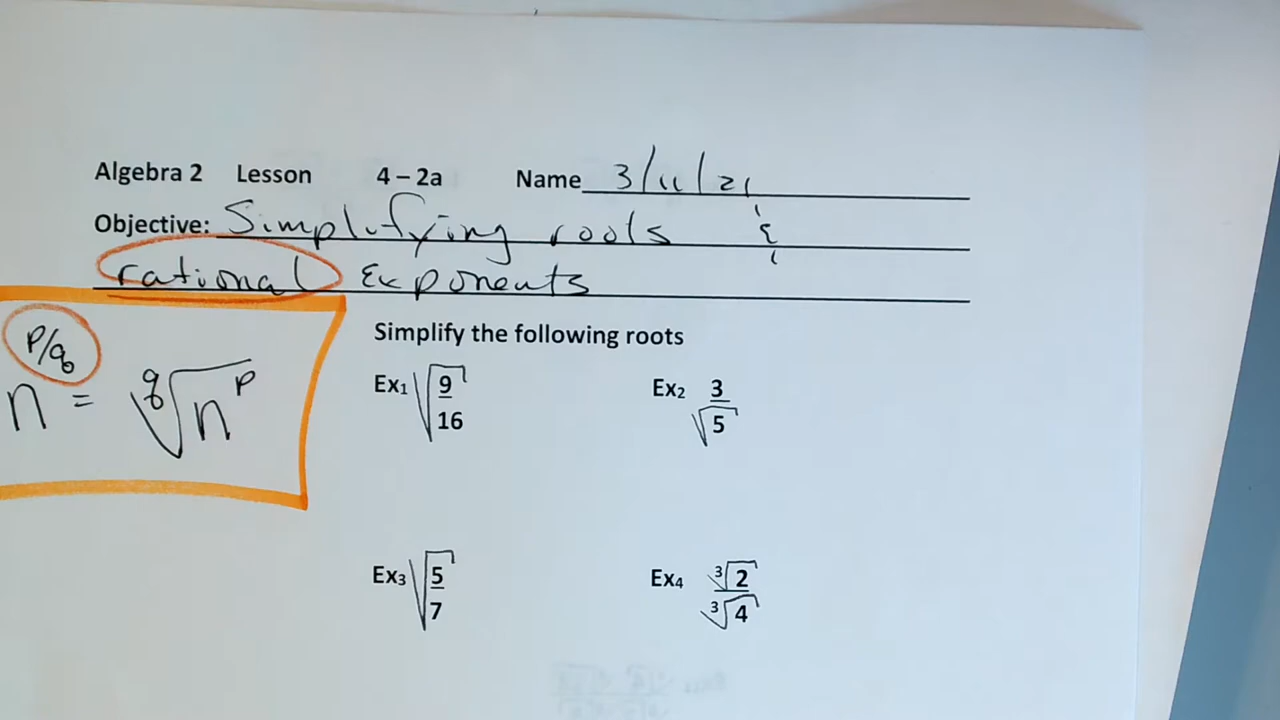 Algebra 2 Lesson 4 – 2a Name 3/11/21
Objective: Simplifying roots &
rational Exponents
n^{p/q} = \sqrt[q]{n^p}
Simplify the following roots
Ex1 √(9/16) Ex2 3/√5
Ex3 √(5/7) Ex4 ∛2/∛4